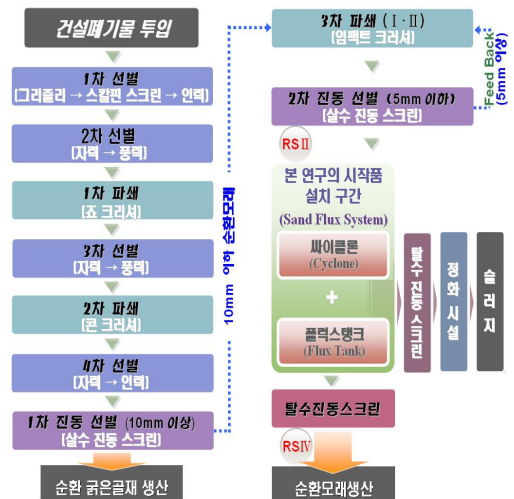 건설폐기물 투입
1차 선별
[그리즐리 → 스칼핀 스크린 → 인력]
2차 선별
[자력 → 풍력]
1차 파쇄
[죠 크러셔]
3차 선별
[자력 → 풍력]
2차 파쇄
[콘 크러셔]
4차 선별
[자력 → 인력]
1차 진동 선별 (10mm 이상)
[살수 진동 스크린]
순환 굵은골재 생산
10mm 이하 순환모래
3차 파쇄 (Ⅰ·Ⅱ)
[임팩트 크러셔]
Feed Back
(5mm 이상)
2차 진동 선별 (5mm 이하)
[살수 진동 스크린]
RSⅡ
본 연구의 시작품
설치 구간
(Sand Flux System)
싸이클론
(Cyclone)
+
플럭스탱크
(Flux Tank)
탈수 진동 스크린
정화 시설
슬러지
탈수진동스크린
RSⅣ
순환모래생산